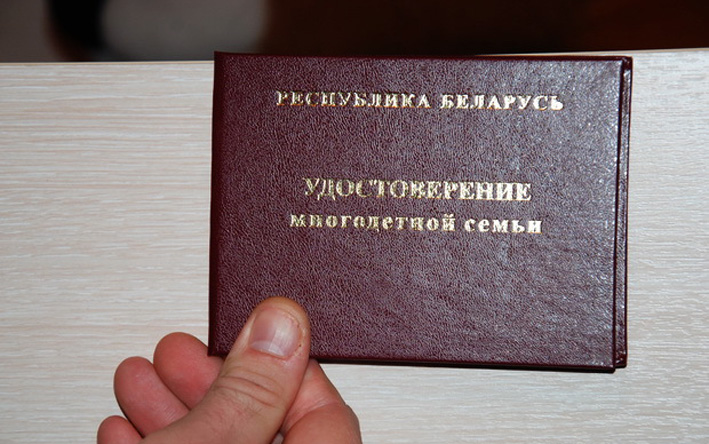 РЕСПУБЛИКА БЕЛАРУСЬ
УДОСТОВЕРЕНИЕ
многодетной семьи